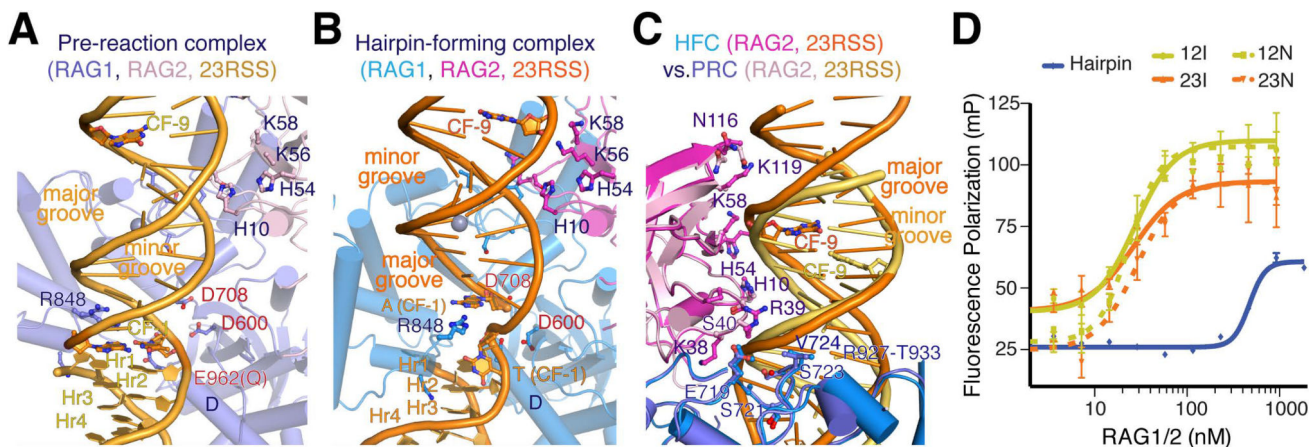 A
Pre-reaction complex
(RAG1, RAG2, 23RSS)
CF-9
K58
K56
H54
H10
major
groove
minor
groove
R848
D708
D600
CF-1
Hr1
Hr2
Hr3
Hr4
E962(Q)
D
B
Hairpin-forming complex
(RAG1, RAG2, 23RSS)
CF-9
K58
K56
H54
H10
minor
groove
major
groove
D708
A (CF-1)
R848
D600
Hr1
Hr2
Hr3
Hr4
T (CF-1)
D
C
HFC (RAG2, 23RSS)
vs.PRC (RAG2, 23RSS)
N116
K119
major
groove
minor
groove
K58
CF-9
CF-9
H54
H10
R39
S40
K38
V724
R927-T933
S723
E719
S721
D
Hairpin
12I
12N
23I
23N
Fluorescence Polarization (mP)
125
100
75
50
25
10
100
1000
RAG1/2 (nM)